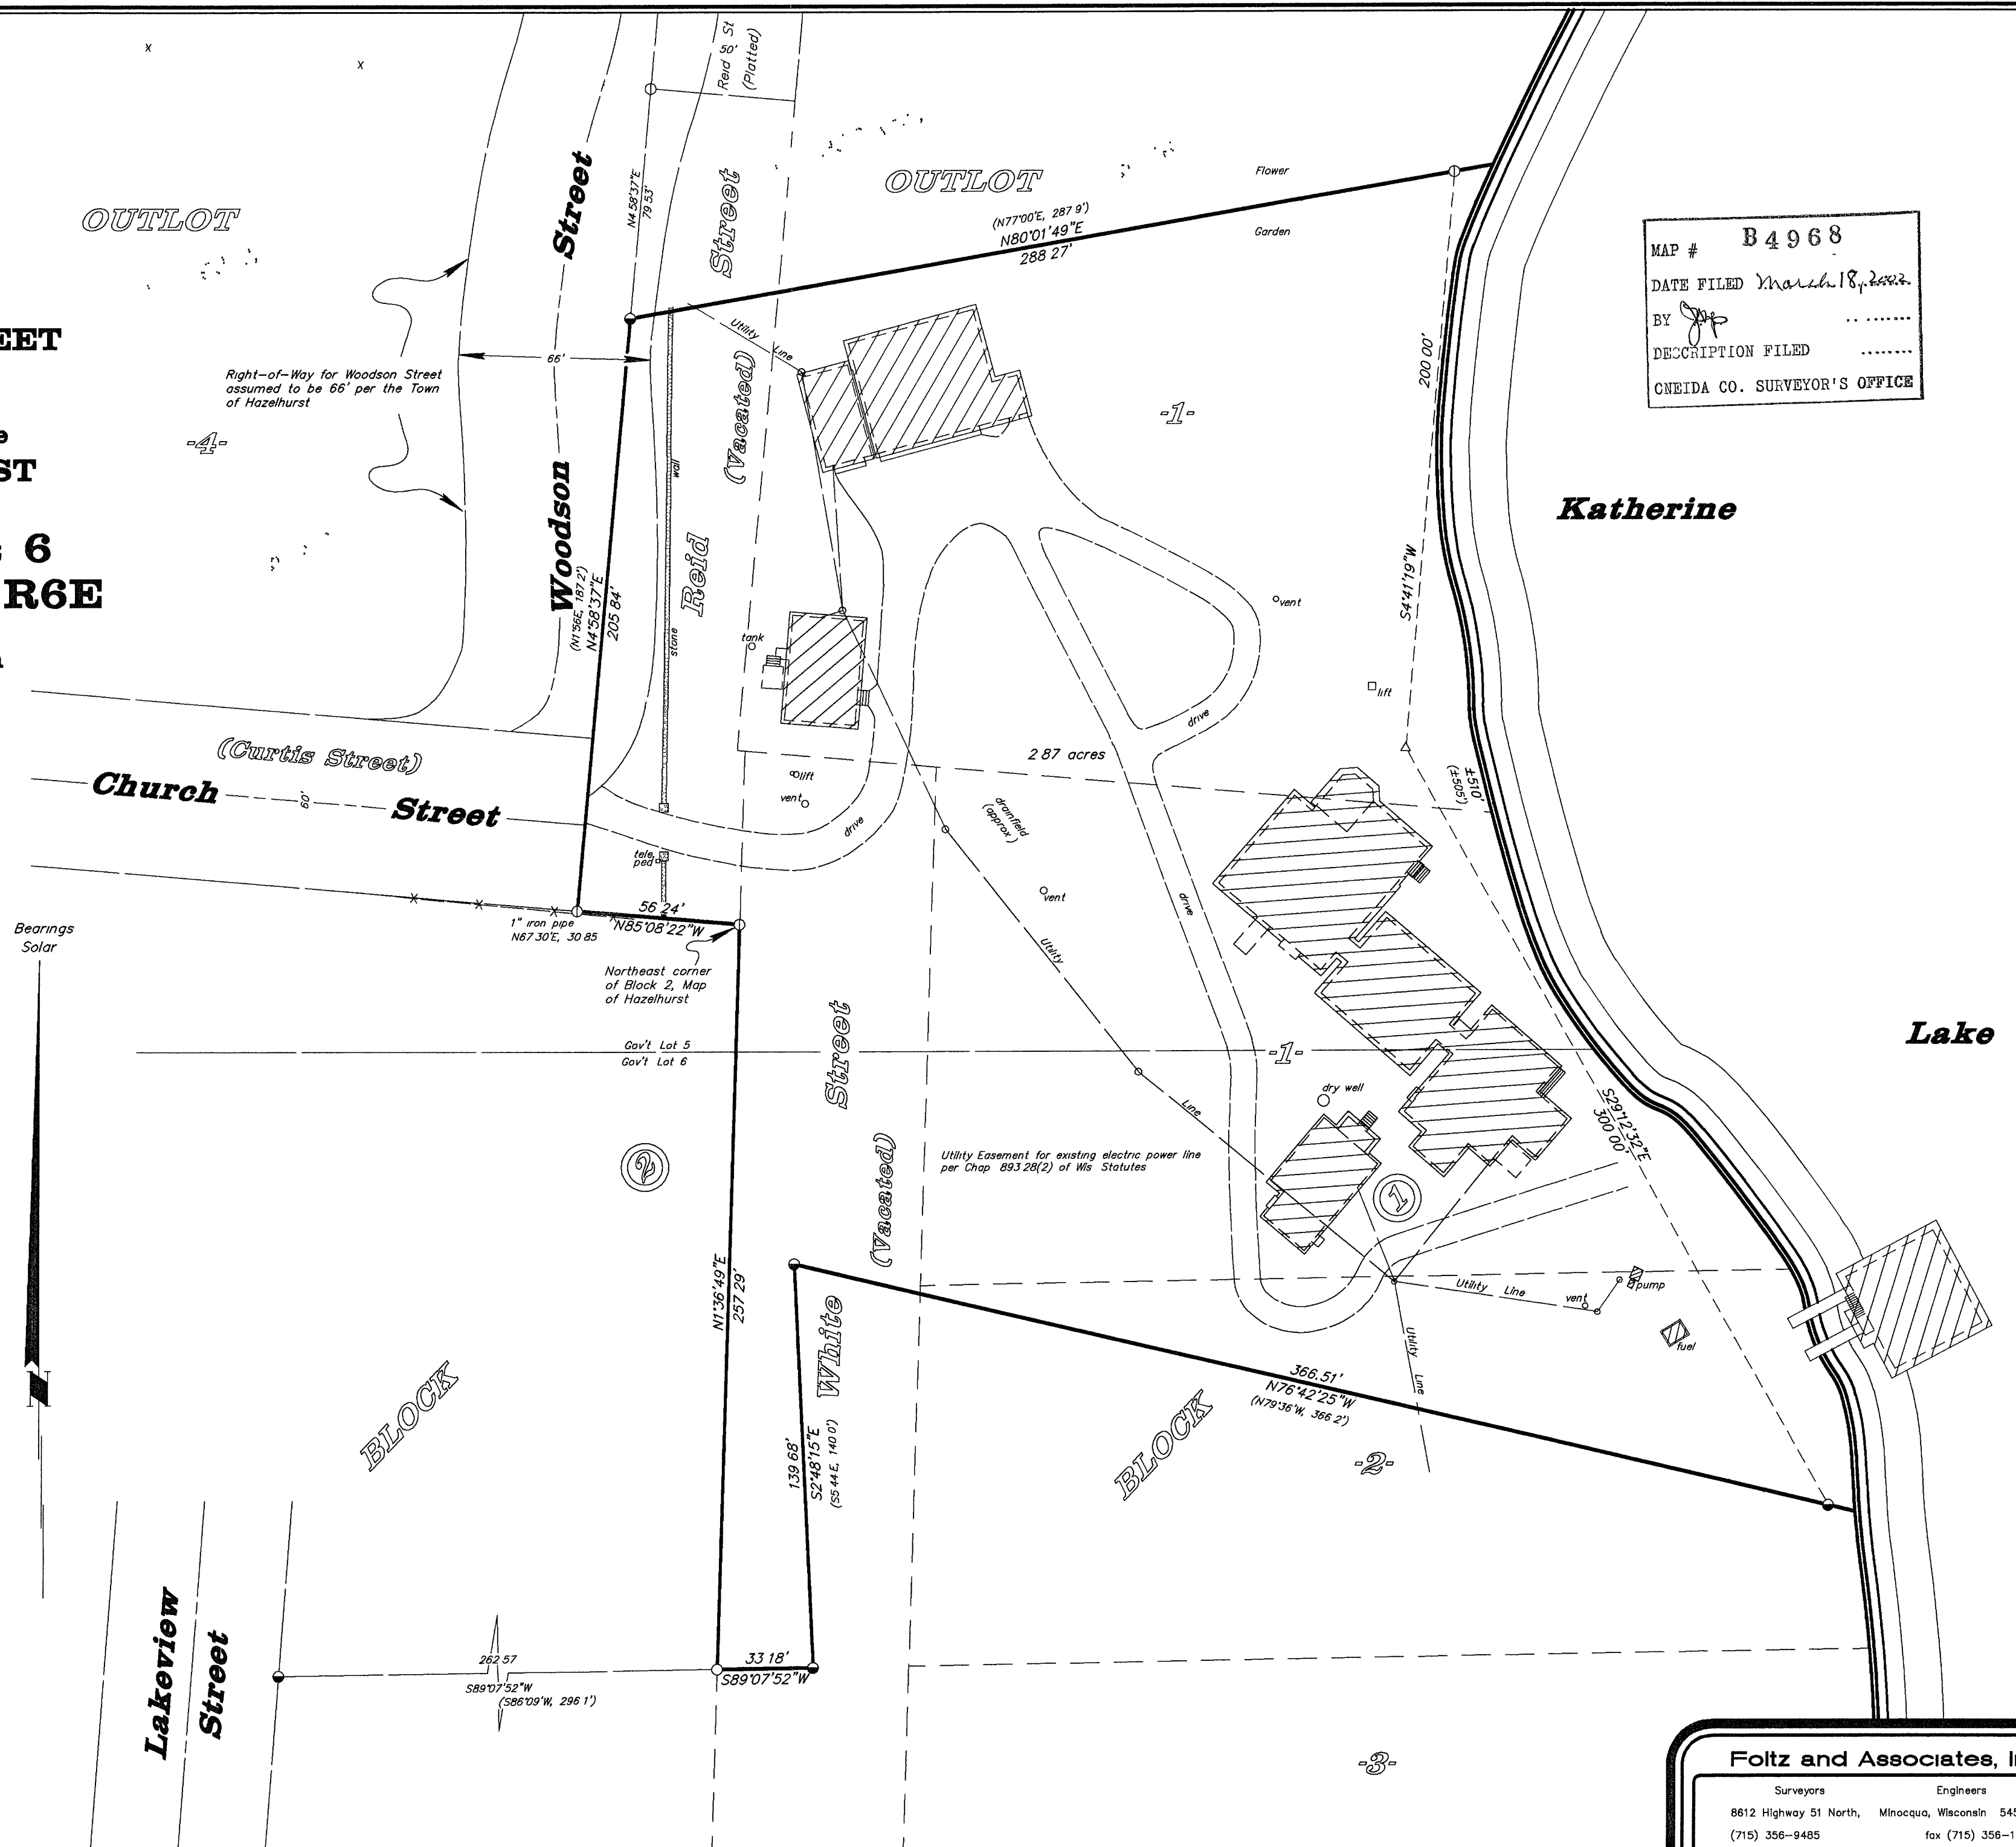 Reid St
50'
(Platted)
x
x
OUTLOT
Woodson Street
N4°58'37"E
79 53'
Reid Street
(Vacated)
OUTLOT
Flower
Garden
(N77°00'E, 287 9')
N80°01'49"E
288 27'
MAP # B4968
DATE FILED March 18, 2002
BY
DESCRIPTION FILED
ONEIDA CO. SURVEYOR'S OFFICE
EET
Right-of-Way for Woodson Street
assumed to be 66' per the Town
of Hazelhurst
66'
Utility Line
-4-
-1-
200 00'
S4°41'19"W
e
ST
6
R6E
Katherine
Lake
wall
stone
(N1°56'E, 187 2')
N4°58'37"E
205 84'
tank
vent
lift
drive
2 87 acres
±510'
(±505')
(Curtis Street)
Church Street
60'
lift
vent
drive
drainfield
(approx )
tele
ped
vent
drive
56 24'
N85°08'22"W
1" iron pipe
N67 30'E, 30 85
Northeast corner
of Block 2, Map
of Hazelhurst
Bearings
Solar
N
Utility Line
Gov't Lot 5
Gov't Lot 6
-1-
dry well
S29°12'32"E
300 00'
White Street
(Vacated)
2
BLOCK
Utility Easement for existing electric power line
per Chap 893 28(2) of Wis Statutes
1
BLOCK
N1°36'49"E
257 29'
Utility Line
vent
pump
fuel
Utility Line
366.51'
N76°42'25"W
(N79°36'W, 366 2')
139 68'
S2°48'15"E
(S5 44 E, 140 0')
-2-
Lakeview
Street
262 57
S89°07'52"W
(S86°09'W, 296 1')
33 18'
S89°07'52"W
-3-
Foltz and Associates, I
Surveyors Engineers
8612 Highway 51 North, Minocqua, Wisconsin 545
(715) 356-9485 fax (715) 356-1